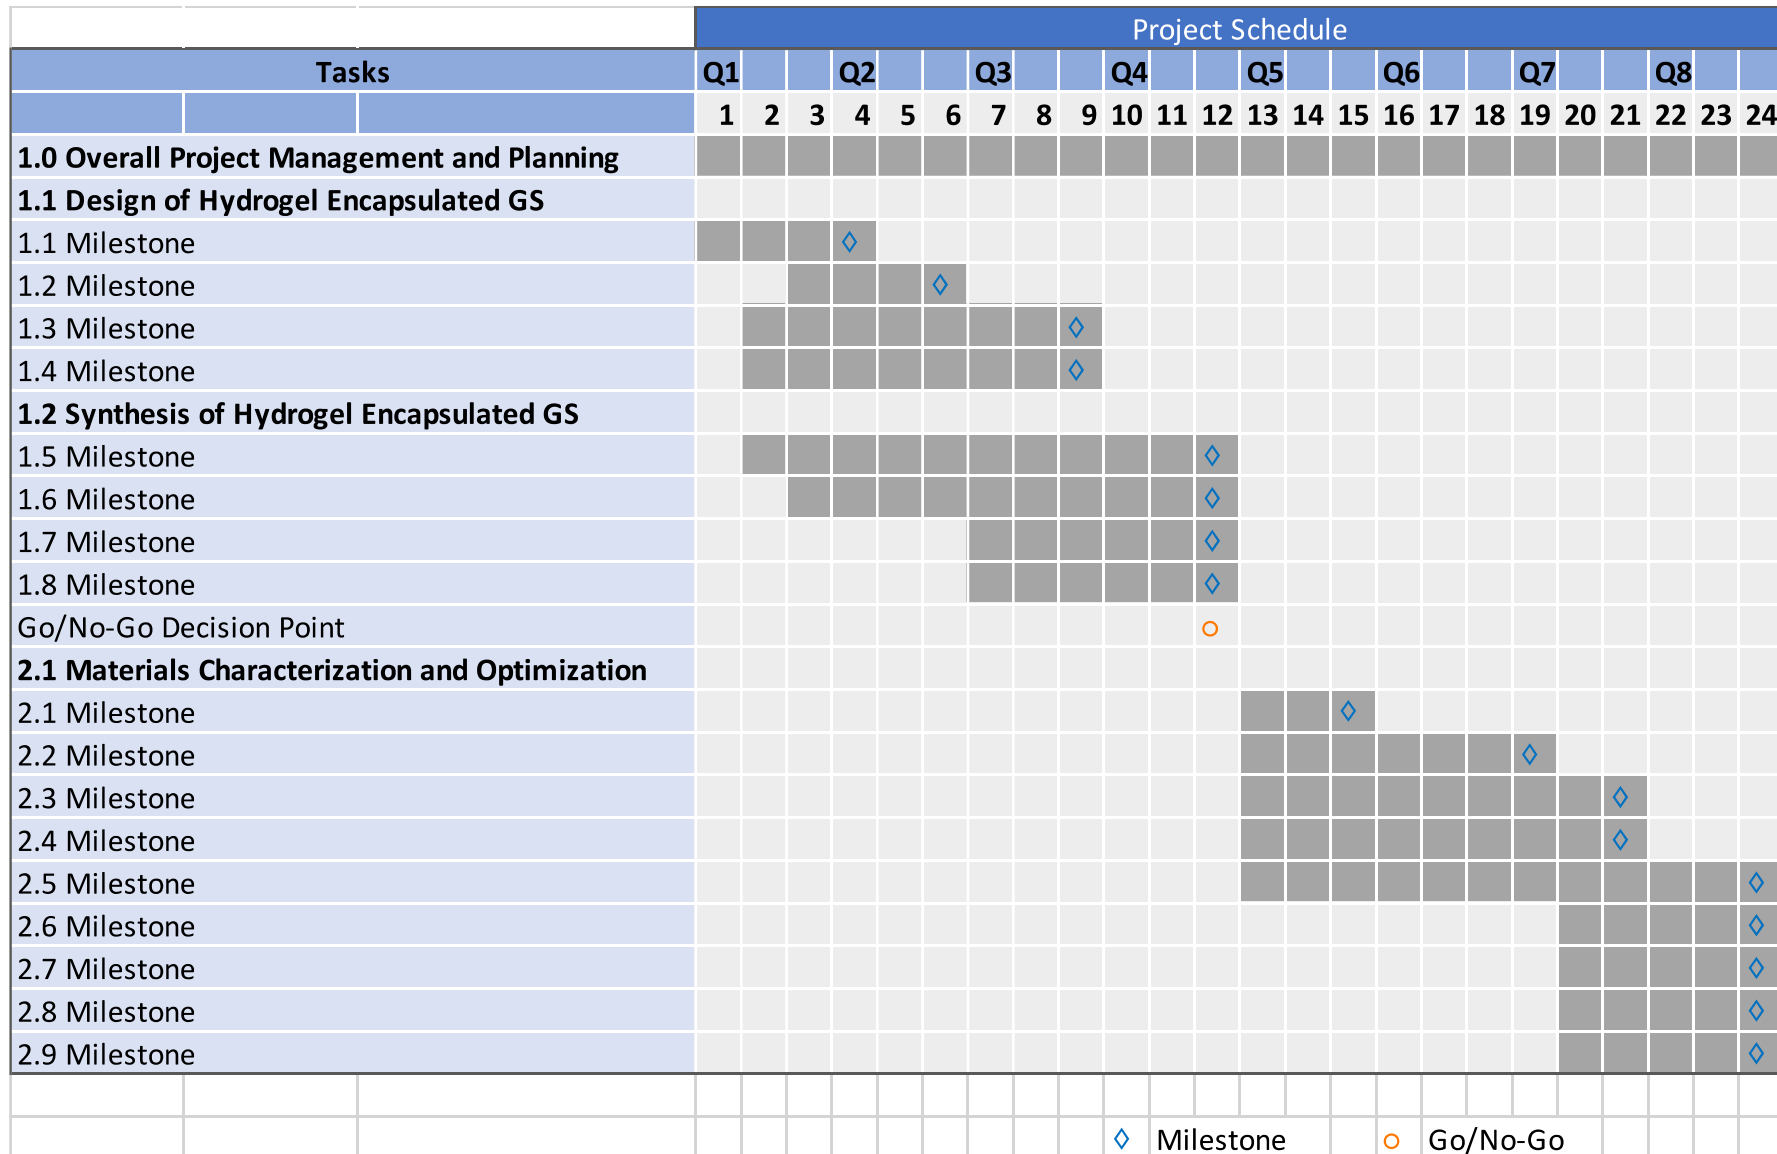 Project Schedule
Tasks Q1 Q2 Q3 Q4 Q5 Q6 Q7 Q8
1 2 3 4 5 6 7 8 9 10 11 12 13 14 15 16 17 18 19 20 21 22 23 24
1.0 Overall Project Management and Planning
1.1 Design of Hydrogel Encapsulated GS
1.1 Milestone
1.2 Milestone
1.3 Milestone
1.4 Milestone
1.2 Synthesis of Hydrogel Encapsulated GS
1.5 Milestone
1.6 Milestone
1.7 Milestone
1.8 Milestone
Go/No-Go Decision Point
2.1 Materials Characterization and Optimization
2.1 Milestone
2.2 Milestone
2.3 Milestone
2.4 Milestone
2.5 Milestone
2.6 Milestone
2.7 Milestone
2.8 Milestone
2.9 Milestone
Milestone Go/No-Go